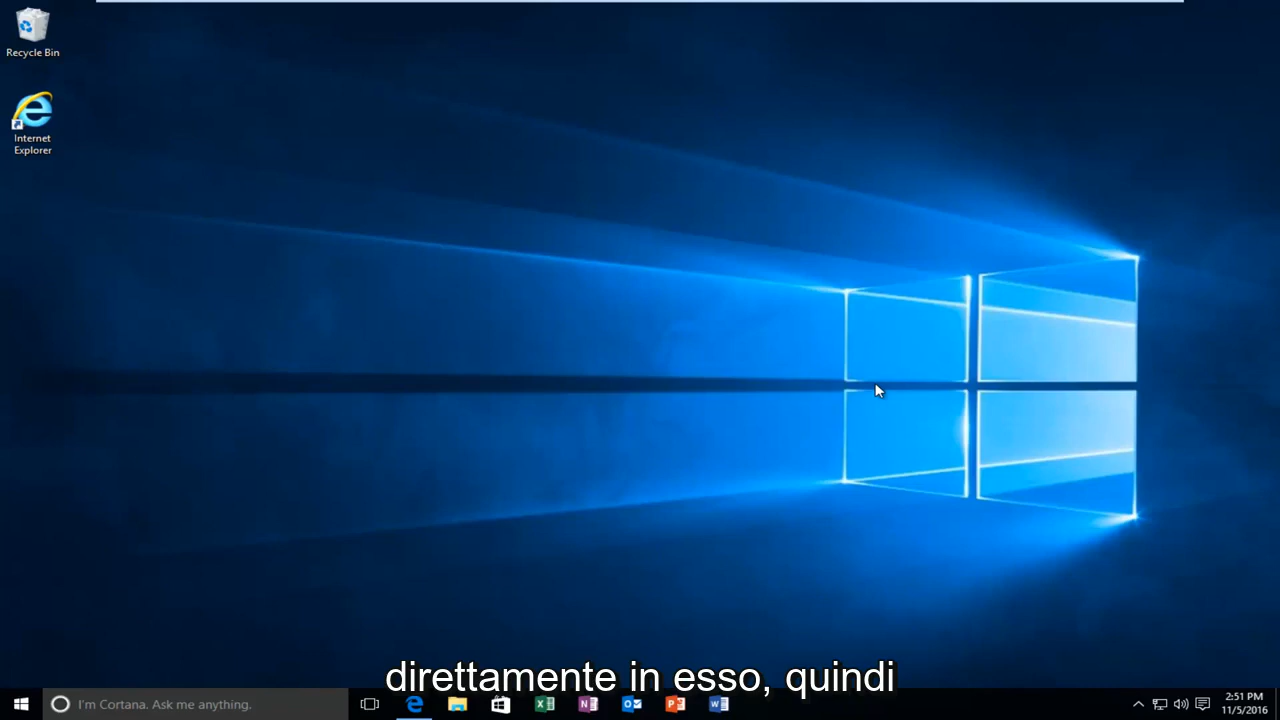 Recycle Bin
Internet
Explorer
direttamente in esso, quindi
I'm Cortana. Ask me anything.
2:51 PM
11/5/2016